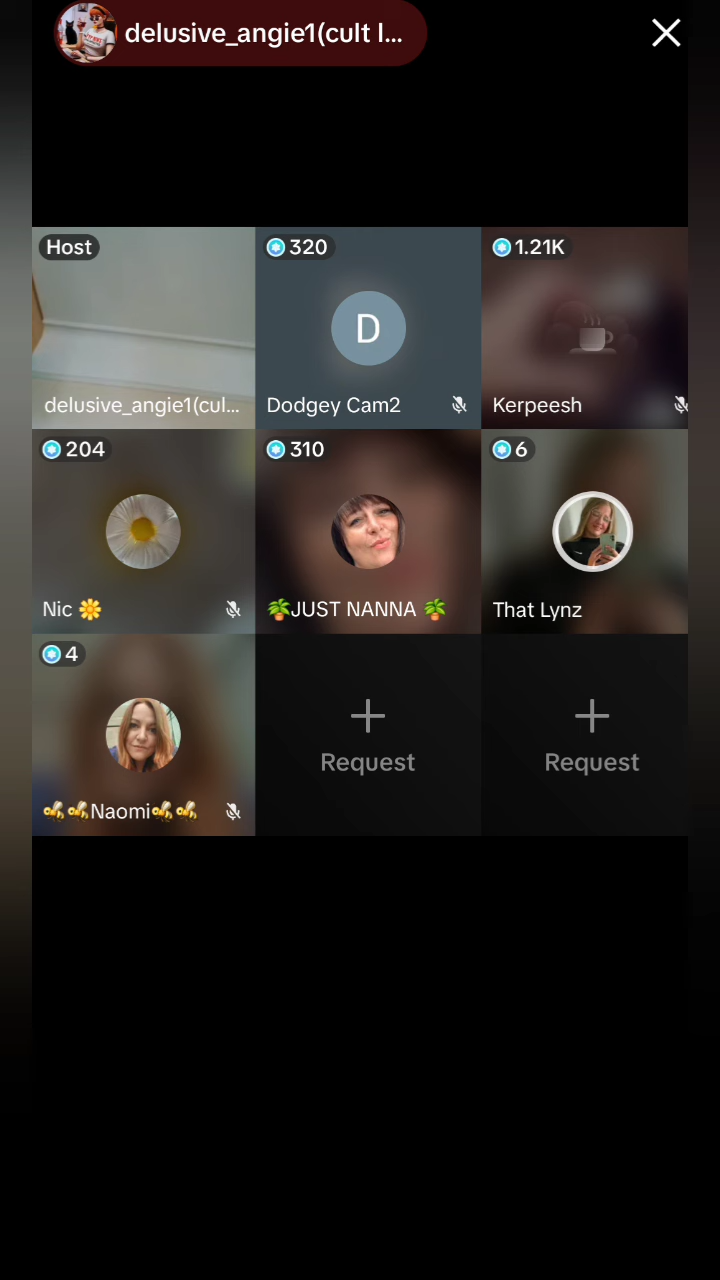 delusive_angie1(cult l...
Host
320
1.21K
D
delusive_angie1(cul...
Dodgey Cam2
Kerpeesh
204
310
6
Nic 🌼
🌴JUST NANNA 🌴
That Lynz
4
Request
Request
🐝🐝Naomi🐝🐝